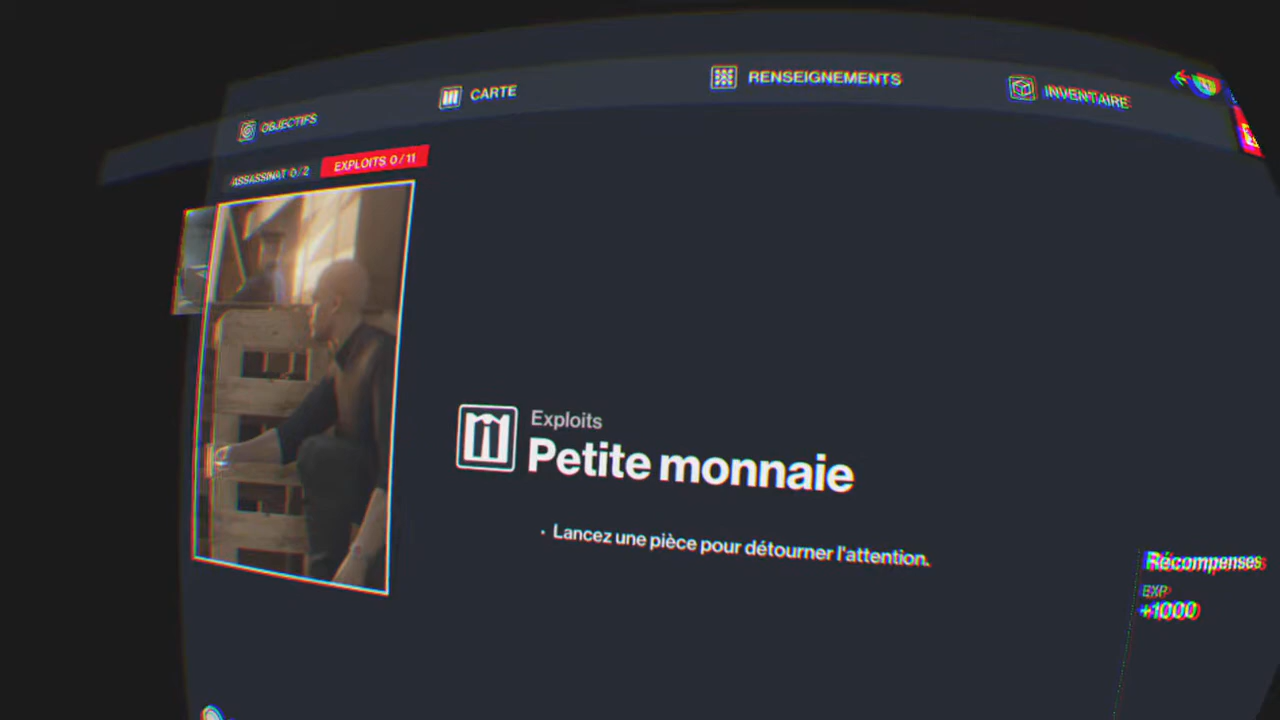 OBJECTIFS
CARTE
RENSEIGNEMENTS
INVENTAIRE
ASSASSINAT 0/2
EXPLOITS 0/11
Exploits
Petite monnaie
· Lancez une pièce pour détourner l'attention.
Récompenses
EXP
+1000